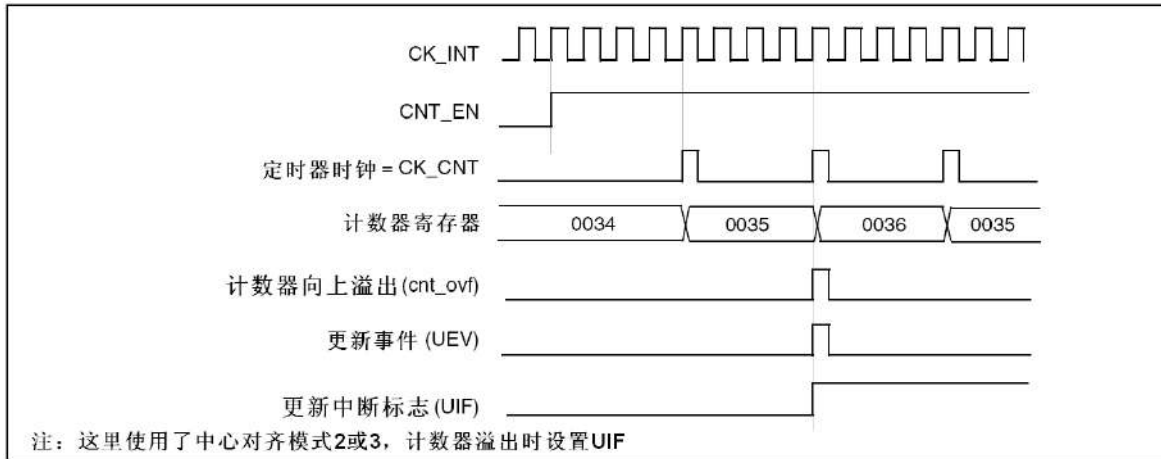 CK_INT
CNT_EN
定时器时钟 = CK_CNT
计数器寄存器
0034 0035 0036 0035
计数器向上溢出(cnt_ovf)
更新事件 (UEV)
更新中断标志(UIF)
注：这里使用了中心对齐模式2或3，计数器溢出时设置UIF